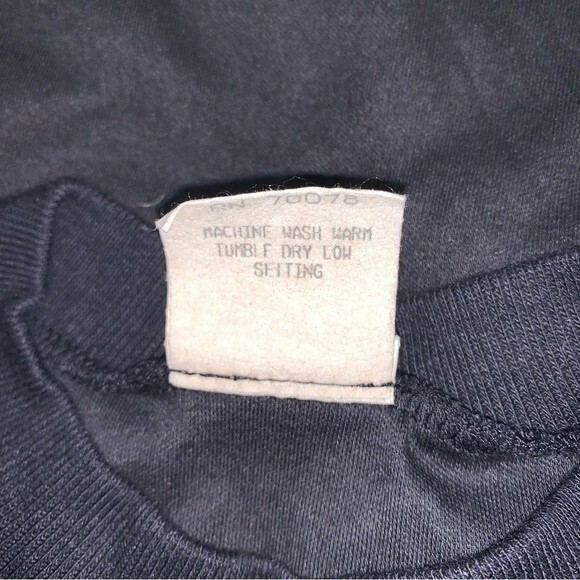 RN 70078
MACHINE WASH WARM
TUMBLE DRY LOW
SETTING